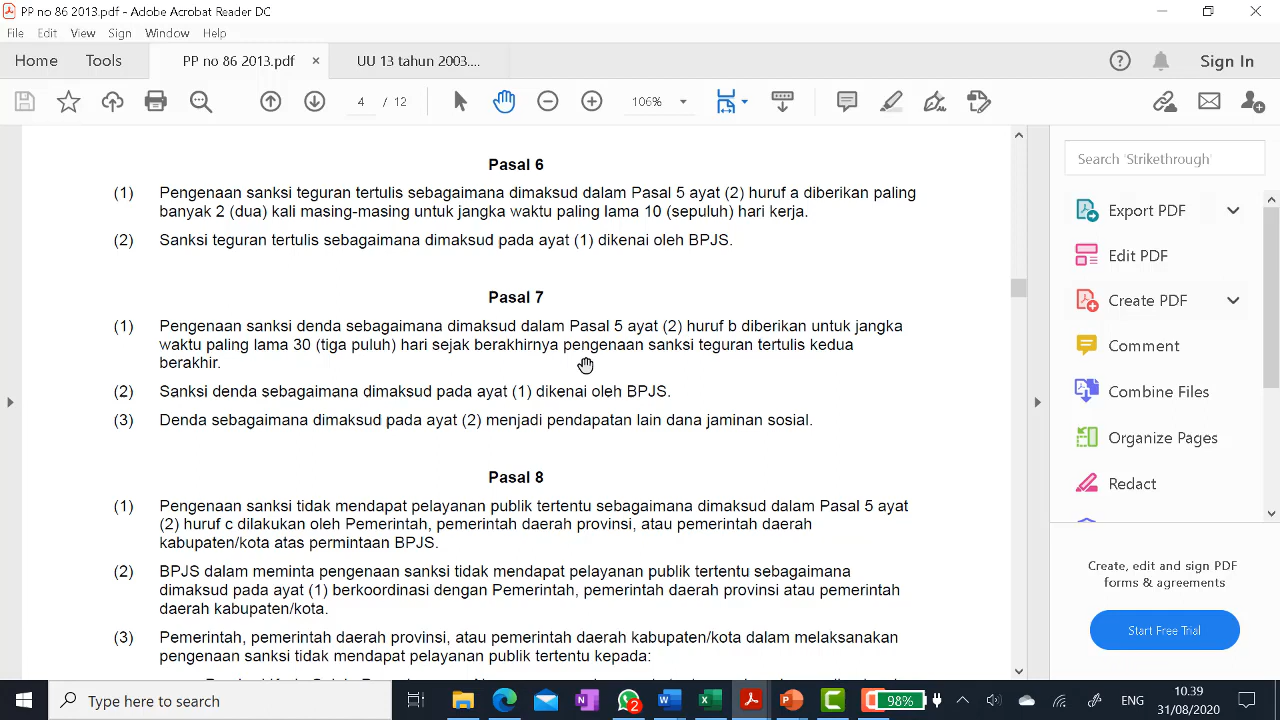 PP no 86 2013.pdf - Adobe Acrobat Reader DC
File Edit View Sign Window Help
Home Tools PP no 86 2013.pdf × UU 13 tahun 2003.... ? Sign In
4 / 12 106%
Search 'Strikethrough'
Export PDF
Edit PDF
Create PDF
Comment
Combine Files
Organize Pages
Redact
Create, edit and sign PDF
forms & agreements
Start Free Trial
Pasal 6
(1) Pengenaan sanksi teguran tertulis sebagaimana dimaksud dalam Pasal 5 ayat (2) huruf a diberikan paling
banyak 2 (dua) kali masing-masing untuk jangka waktu paling lama 10 (sepuluh) hari kerja.
(2) Sanksi teguran tertulis sebagaimana dimaksud pada ayat (1) dikenai oleh BPJS.
Pasal 7
(1) Pengenaan sanksi denda sebagaimana dimaksud dalam Pasal 5 ayat (2) huruf b diberikan untuk jangka
waktu paling lama 30 (tiga puluh) hari sejak berakhirnya pengenaan sanksi teguran tertulis kedua
berakhir.
(2) Sanksi denda sebagaimana dimaksud pada ayat (1) dikenai oleh BPJS.
(3) Denda sebagaimana dimaksud pada ayat (2) menjadi pendapatan lain dana jaminan sosial.
Pasal 8
(1) Pengenaan sanksi tidak mendapat pelayanan publik tertentu sebagaimana dimaksud dalam Pasal 5 ayat
(2) huruf c dilakukan oleh Pemerintah, pemerintah daerah provinsi, atau pemerintah daerah
kabupaten/kota atas permintaan BPJS.
(2) BPJS dalam meminta pengenaan sanksi tidak mendapat pelayanan publik tertentu sebagaimana
dimaksud pada ayat (1) berkoordinasi dengan Pemerintah, pemerintah daerah provinsi atau pemerintah
daerah kabupaten/kota.
(3) Pemerintah, pemerintah daerah provinsi, atau pemerintah daerah kabupaten/kota dalam melaksanakan
pengenaan sanksi tidak mendapat pelayanan publik tertentu kepada:
Type here to search
2
98%
ENG
10.39
31/08/2020